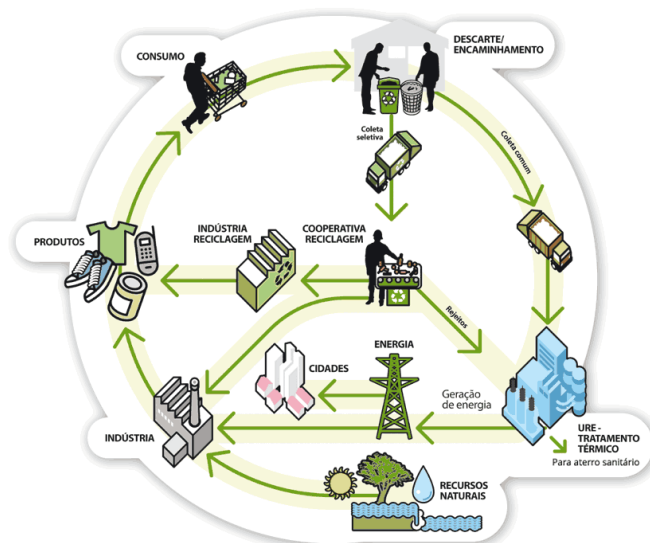 DESCARTE/
ENCAMINHAMENTO
CONSUMO
Coleta
seletiva
Coleta comum
PRODUTOS
INDÚSTRIA
RECICLAGEM
COOPERATIVA
RECICLAGEM
Rejeitos
CIDADES
ENERGIA
Geração
de energia
INDÚSTRIA
URE -
TRATAMENTO
TÉRMICO
Para aterro sanitário
RECURSOS
NATURAIS